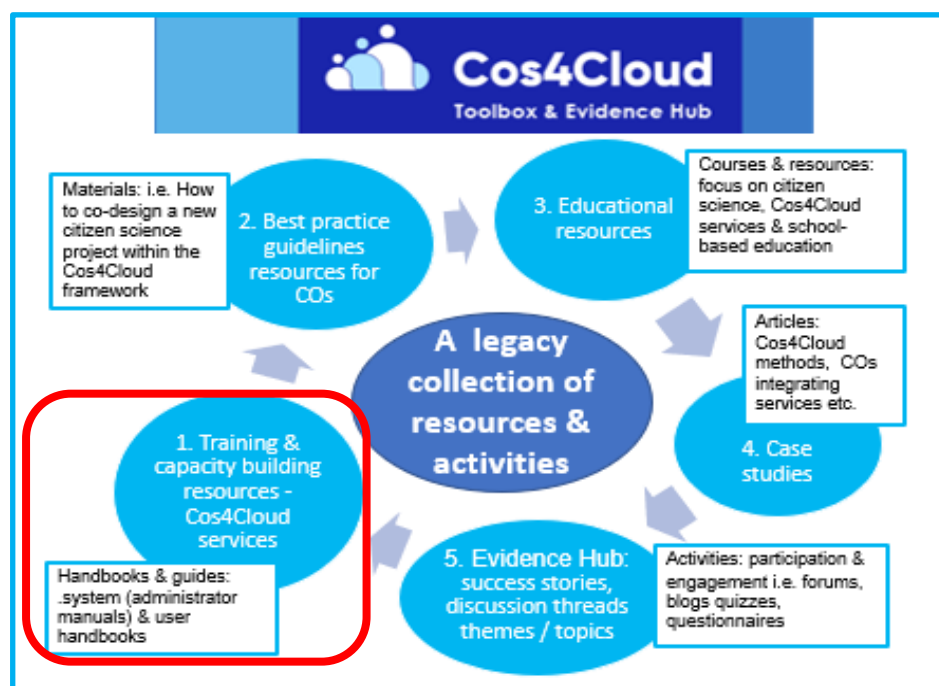 Cos4Cloud
Toolbox & Evidence Hub
Materials: i.e. How
to co-design a new
citizen science
project within the
Cos4Cloud
framework
2. Best practice
guidelines
resources for
COs
3. Educational
resources
Courses & resources:
focus on citizen
science, Cos4Cloud
services & school-
based education
A legacy
collection of
resources &
activities
Articles:
Cos4Cloud
methods, COs
integrating
services etc.
4. Case
studies
1. Training &
capacity building
resources -
Cos4Cloud
services
Handbooks & guides:
.system (administrator
manuals) & user
handbooks
5. Evidence Hub:
success stories,
discussion threads
themes / topics
Activities: participation &
engagement i.e. forums,
blogs quizzes,
questionnaires